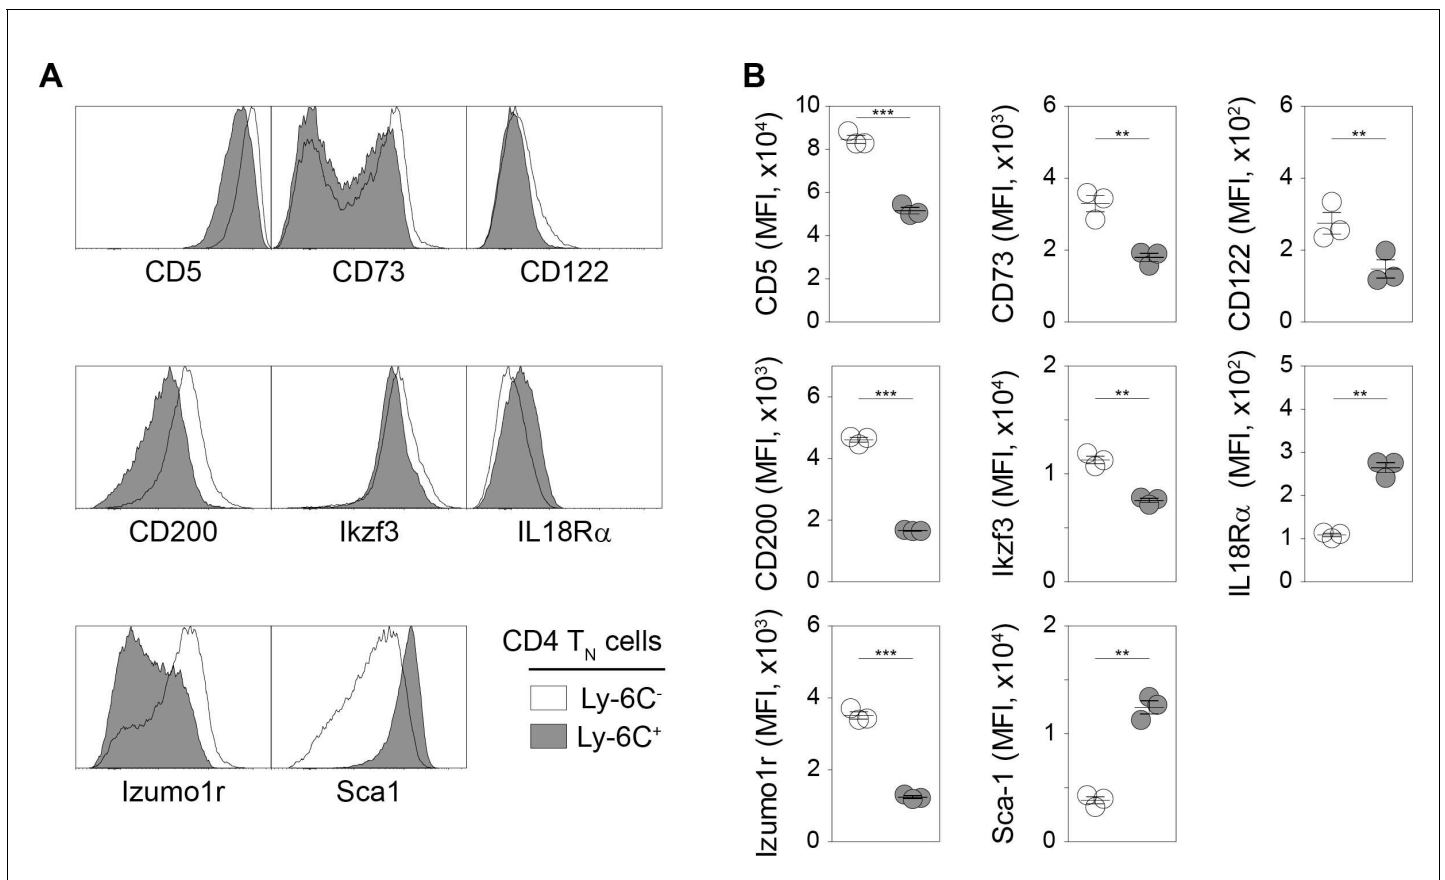 A
CD5
CD73
CD122
CD200
Ikzf3
IL18Rα
Izumo1r
Sca1
CD4 T_N cells
Ly-6C⁻
Ly-6C⁺
B
CD5 (MFI, x10⁴)
10
8
6
4
2
0
***
CD73 (MFI, x10³)
6
4
2
0
**
CD122 (MFI, x10²)
6
4
2
0
**
CD200 (MFI, x10³)
6
4
2
0
***
Ikzf3 (MFI, x10⁴)
2
1
0
**
IL18Rα (MFI, x10²)
5
4
3
2
1
0
**
Izumo1r (MFI, x10³)
6
4
2
0
***
Sca-1 (MFI, x10⁴)
2
1
0
**